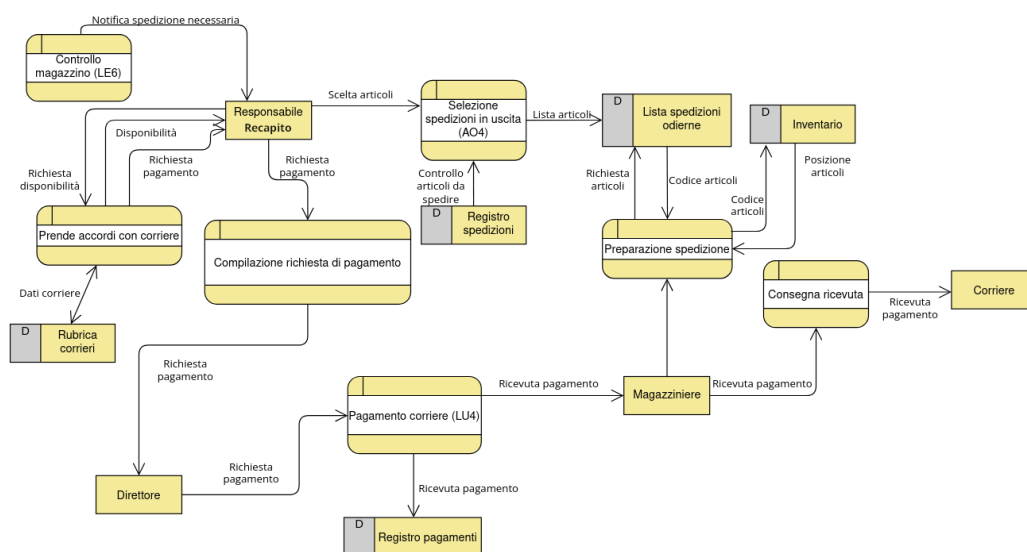 Notifica spedizione necessaria
Controllo
magazzino (LE6)
Responsabile
Recapito
Scelta articoli
Selezione
spedizioni in uscita
(AO4)
Lista articoli
D
Lista spedizioni
odierne
D
Inventario
Disponibilità
Richiesta
pagamento
Richiesta
disponibilità
Richiesta
pagamento
Controllo
articoli da
spedire
Richiesta
articoli
Codice articoli
Posizione
articoli
Codice
articoli
Prende accordi con corriere
D
Registro
spedizioni
Compilazione richiesta di pagamento
Preparazione spedizione
Dati corriere
Consegna ricevuta
Ricevuta
pagamento
Corriere
D
Rubrica
corrieri
Richiesta
pagamento
Ricevuta pagamento
Magazziniere
Ricevuta pagamento
Pagamento corriere (LU4)
Direttore
Richiesta
pagamento
Ricevuta pagamento
D
Registro pagamenti